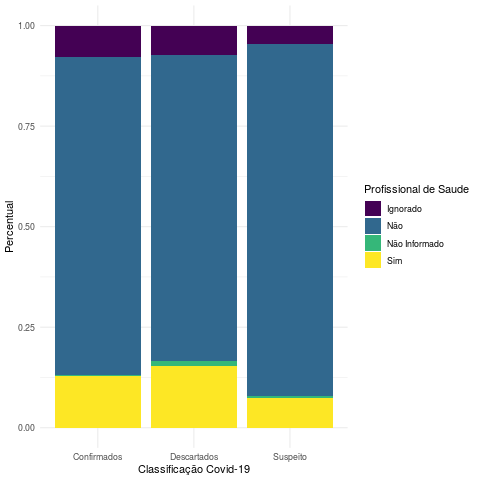 1.00
0.75
0.50
0.25
0.00
Percentual
Confirmados
Descartados
Suspeito
Classificação Covid-19
Profissional de Saude
Ignorado
Não
Não Informado
Sim